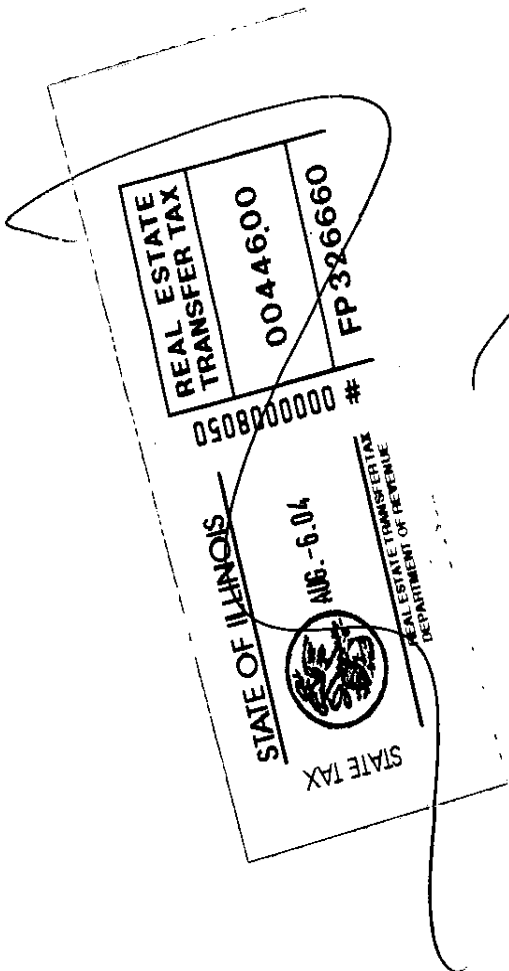 STATE TAX
STATE OF ILLINOIS
AUG.-6.04
REAL ESTATE TRANSFER TAX
DEPARTMENT OF REVENUE
# 0000008050
REAL ESTATE
TRANSFER TAX
00446.00
FP 326660